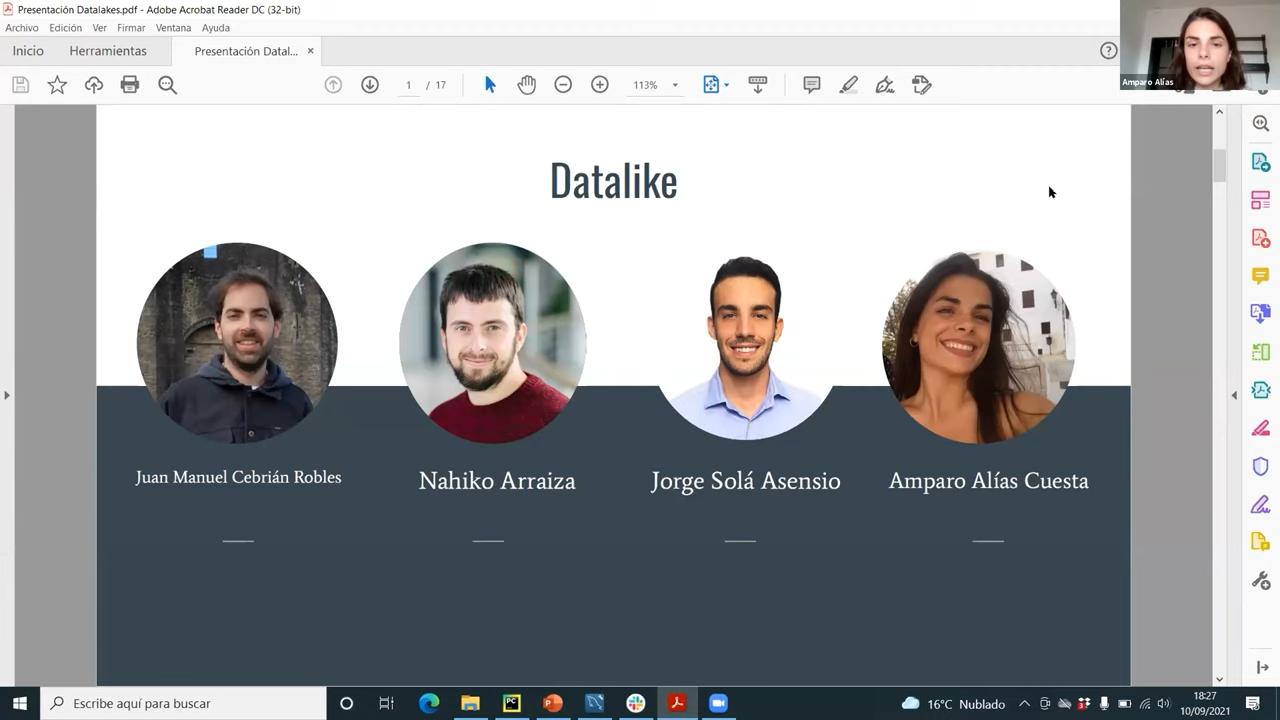 Presentación Datalakes.pdf - Adobe Acrobat Reader DC (32-bit)
Archivo Edición Ver Firmar Ventana Ayuda
Inicio Herramientas Presentación Datal... ×
1 / 17 113%
Amparo Alías
Datalike
Juan Manuel Cebrián Robles
Nahiko Arraiza
Jorge Solá Asensio
Amparo Alías Cuesta
Escribe aquí para buscar
16°C Nublado
18:27
10/09/2021